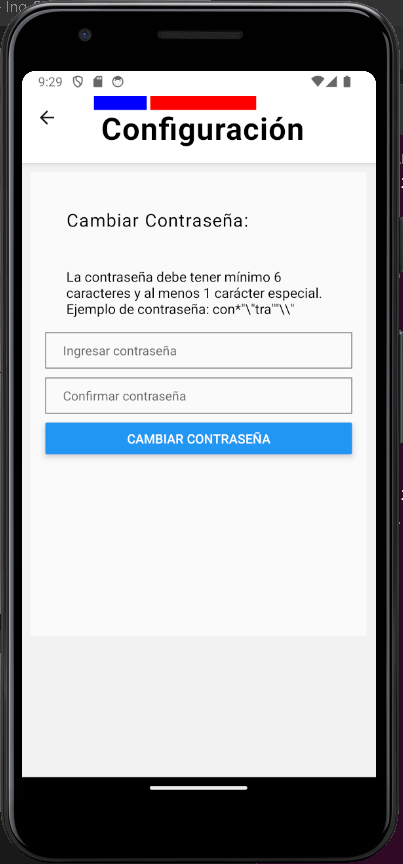 9:29
Configuración
Cambiar Contraseña:
La contraseña debe tener mínimo 6
caracteres y al menos 1 carácter especial.
Ejemplo de contraseña: con*"\"tra""\\"
Ingresar contraseña
Confirmar contraseña
CAMBIAR CONTRASEÑA